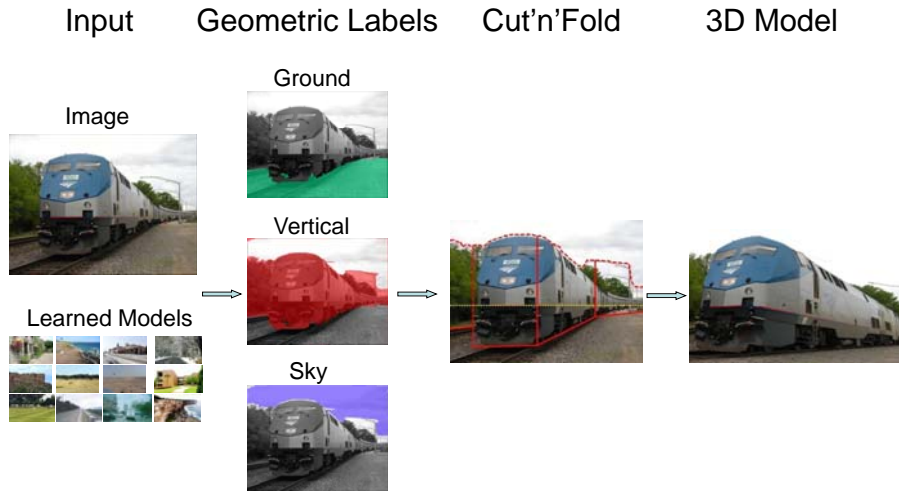 Input
Geometric Labels
Cut'n'Fold
3D Model
Image
Learned Models
Ground
Vertical
Sky